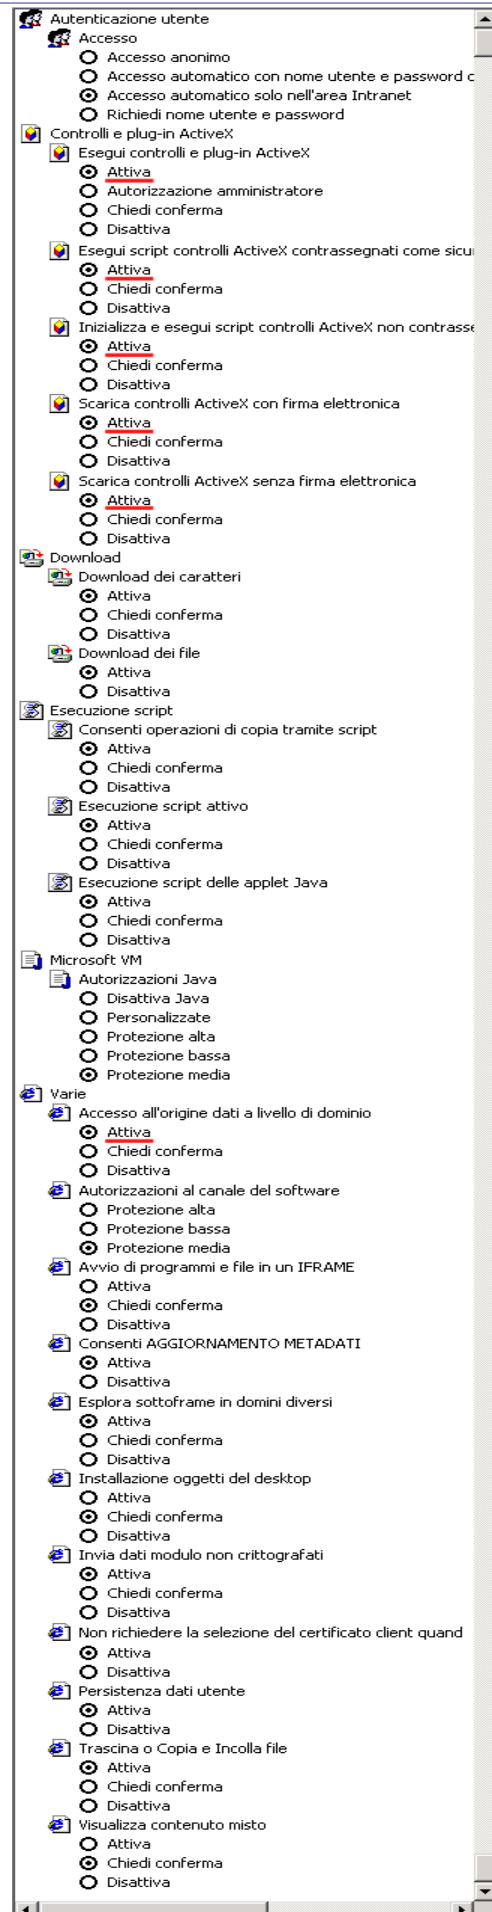 Autenticazione utente
Accesso
Accesso anonimo
Accesso automatico con nome utente e password c
Accesso automatico solo nell'area Intranet
Richiedi nome utente e password
Controlli e plug-in ActiveX
Esegui controlli e plug-in ActiveX
Attiva
Autorizzazione amministratore
Chiedi conferma
Disattiva
Esegui script controlli ActiveX contrassegnati come sicu
Attiva
Chiedi conferma
Disattiva
Inizializza e esegui script controlli ActiveX non contrasse
Attiva
Chiedi conferma
Disattiva
Scarica controlli ActiveX con firma elettronica
Attiva
Chiedi conferma
Disattiva
Scarica controlli ActiveX senza firma elettronica
Attiva
Chiedi conferma
Disattiva
Download
Download dei caratteri
Attiva
Chiedi conferma
Disattiva
Download dei file
Attiva
Disattiva
Esecuzione script
Consenti operazioni di copia tramite script
Attiva
Chiedi conferma
Disattiva
Esecuzione script attivo
Attiva
Chiedi conferma
Disattiva
Esecuzione script delle applet Java
Attiva
Chiedi conferma
Disattiva
Microsoft VM
Autorizzazioni Java
Disattiva Java
Personalizzate
Protezione alta
Protezione bassa
Protezione media
Varie
Accesso all'origine dati a livello di dominio
Attiva
Chiedi conferma
Disattiva
Autorizzazioni al canale del software
Protezione alta
Protezione bassa
Protezione media
Avvio di programmi e file in un IFRAME
Attiva
Chiedi conferma
Disattiva
Consenti AGGIORNAMENTO METADATI
Attiva
Disattiva
Esplora sottoframe in domini diversi
Attiva
Chiedi conferma
Disattiva
Installazione oggetti del desktop
Attiva
Chiedi conferma
Disattiva
Invia dati modulo non crittografati
Attiva
Chiedi conferma
Disattiva
Non richiedere la selezione del certificato client quand
Attiva
Disattiva
Persistenza dati utente
Attiva
Disattiva
Trascina o Copia e Incolla file
Attiva
Chiedi conferma
Disattiva
Visualizza contenuto misto
Attiva
Chiedi conferma
Disattiva